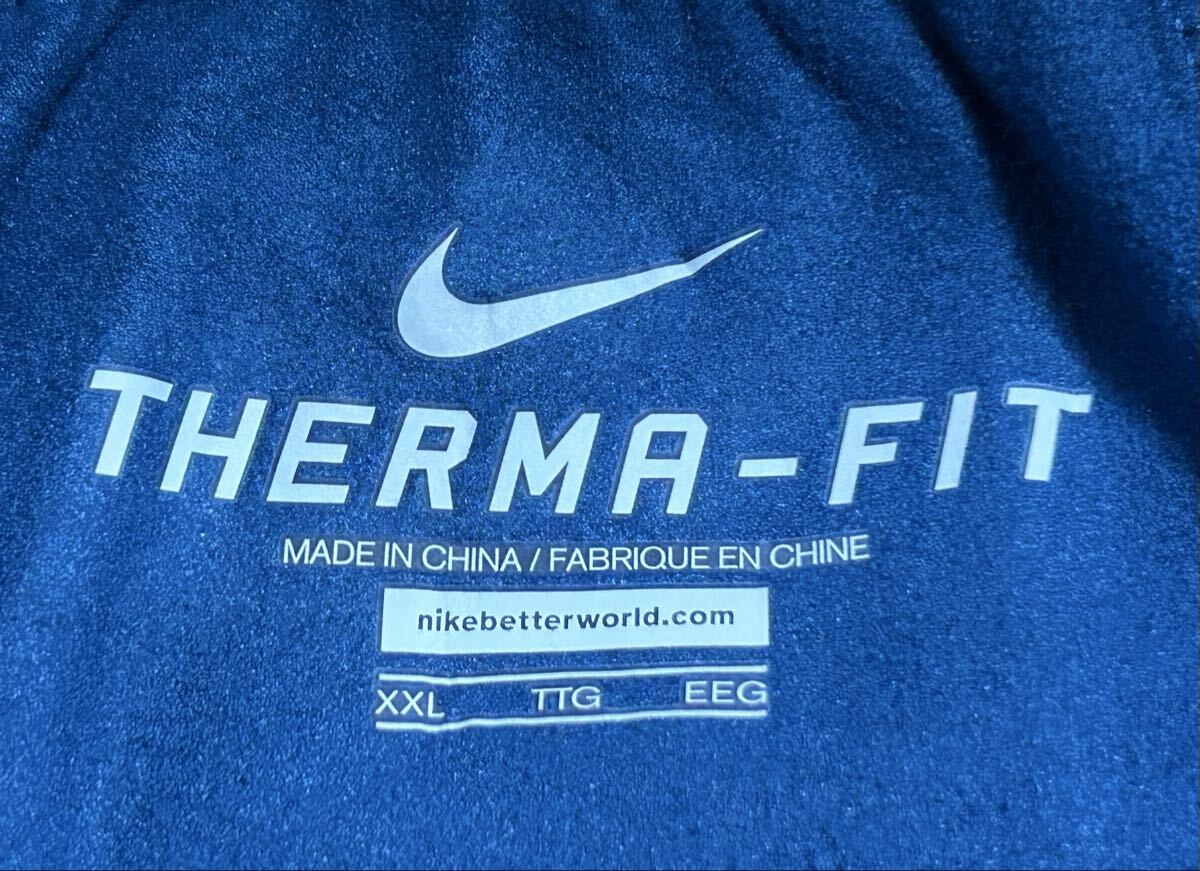 THERMA-FIT
MADE IN CHINA / FABRIQUE EN CHINE
nikebetterworld.com
XXL TTG EEG